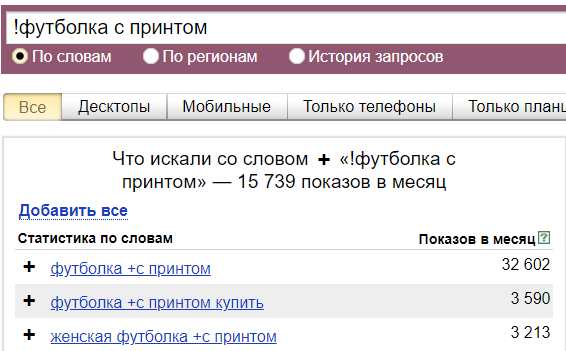 !футболка с принтом
По словам По регионам История запросов
Все Десктопы Мобильные Только телефоны Только план
Что искали со словом + «!футболка с
принтом» — 15 739 показов в месяц
Добавить все
Статистика по словам Показов в месяц ?
+ футболка +с принтом 32 602
+ футболка +с принтом купить 3 590
+ женская футболка +с принтом 3 213